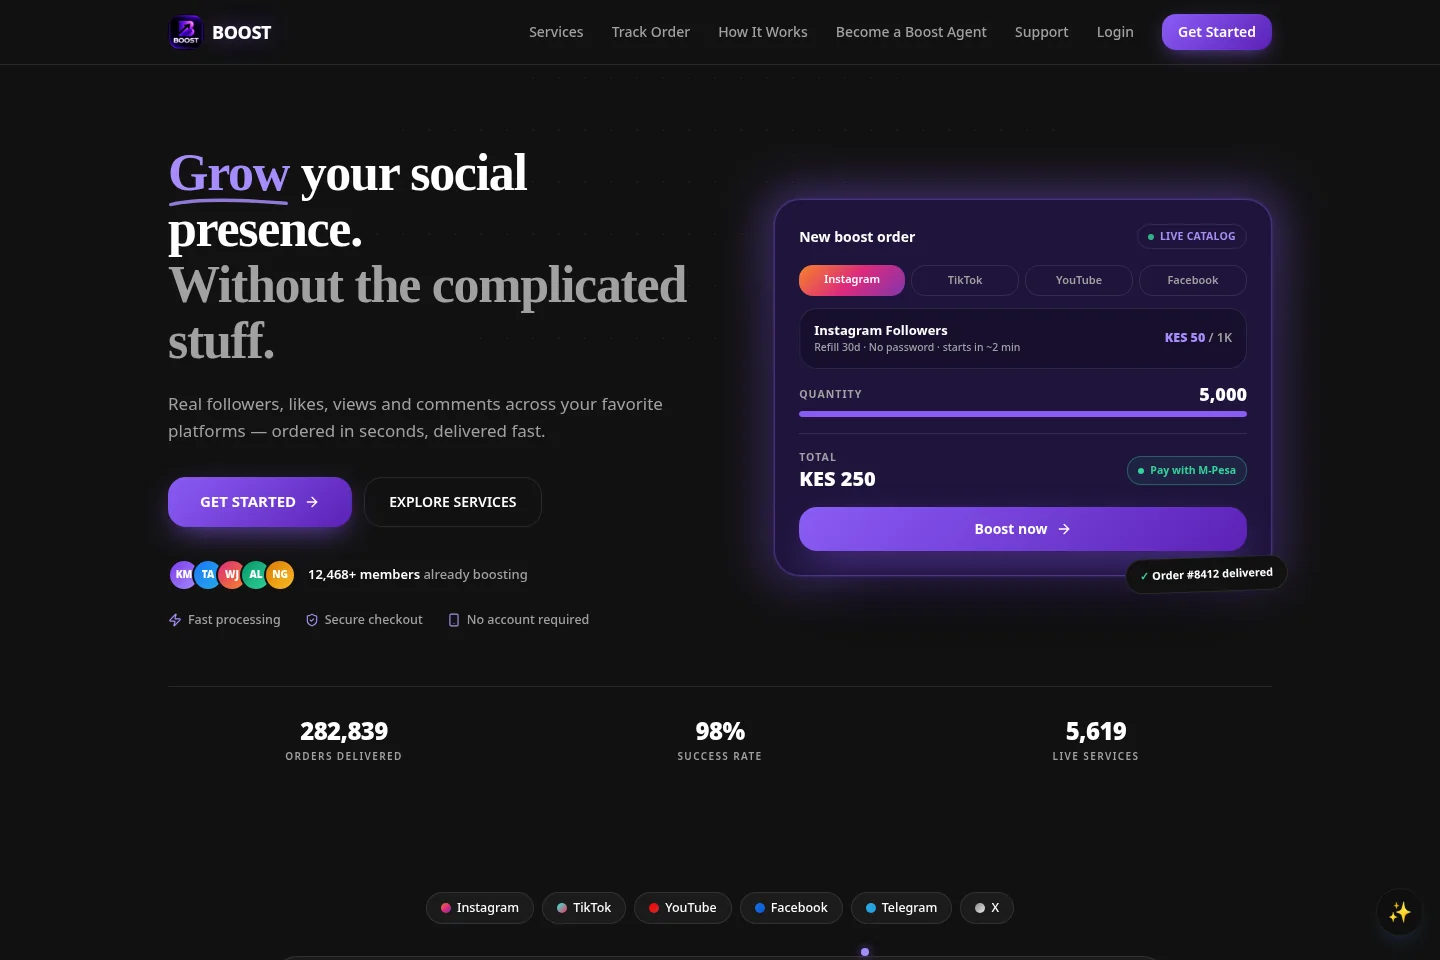 BOOST
BOOST
Services
Track Order
How It Works
Become a Boost Agent
Support
Login
Get Started
Grow your social
presence.
Without the complicated
stuff.
Real followers, likes, views and comments across your favorite
platforms — ordered in seconds, delivered fast.
GET STARTED →
EXPLORE SERVICES
KM TA WJ AL NG
12,468+ members already boosting
Fast processing
Secure checkout
No account required
New boost order
LIVE CATALOG
Instagram
TikTok
YouTube
Facebook
Instagram Followers
Refill 30d · No password · starts in ~2 min
KES 50 / 1K
QUANTITY
5,000
TOTAL
KES 250
Pay with M-Pesa
Boost now →
✓ Order #8412 delivered
282,839
ORDERS DELIVERED
98%
SUCCESS RATE
5,619
LIVE SERVICES
Instagram
TikTok
YouTube
Facebook
Telegram
X